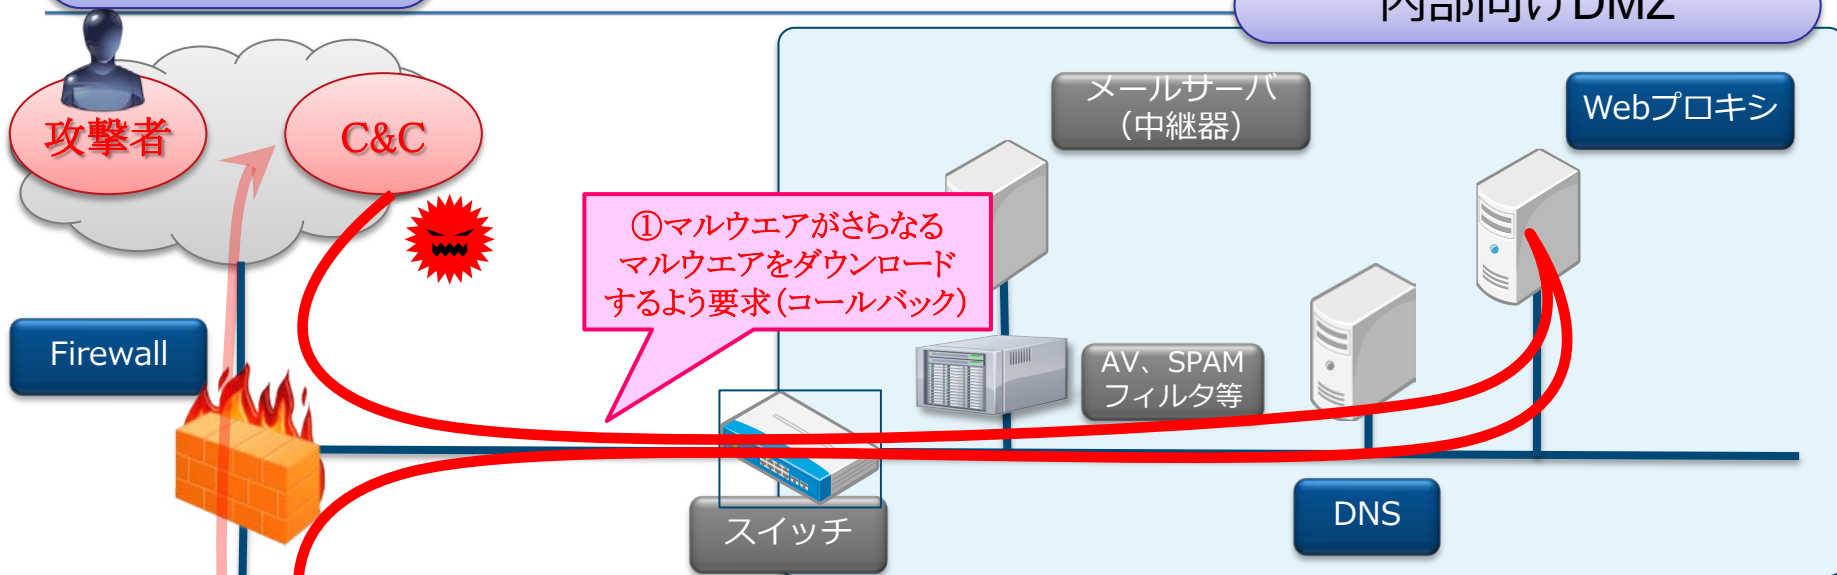 内部向けDMZ
攻撃者
C&C
メールサーバ
（中継器）
Webプロキシ
①マルウエアがさらなる
マルウエアをダウンロード
するよう要求（コールバック）
Firewall
AV、SPAM
フィルタ等
スイッチ
DNS